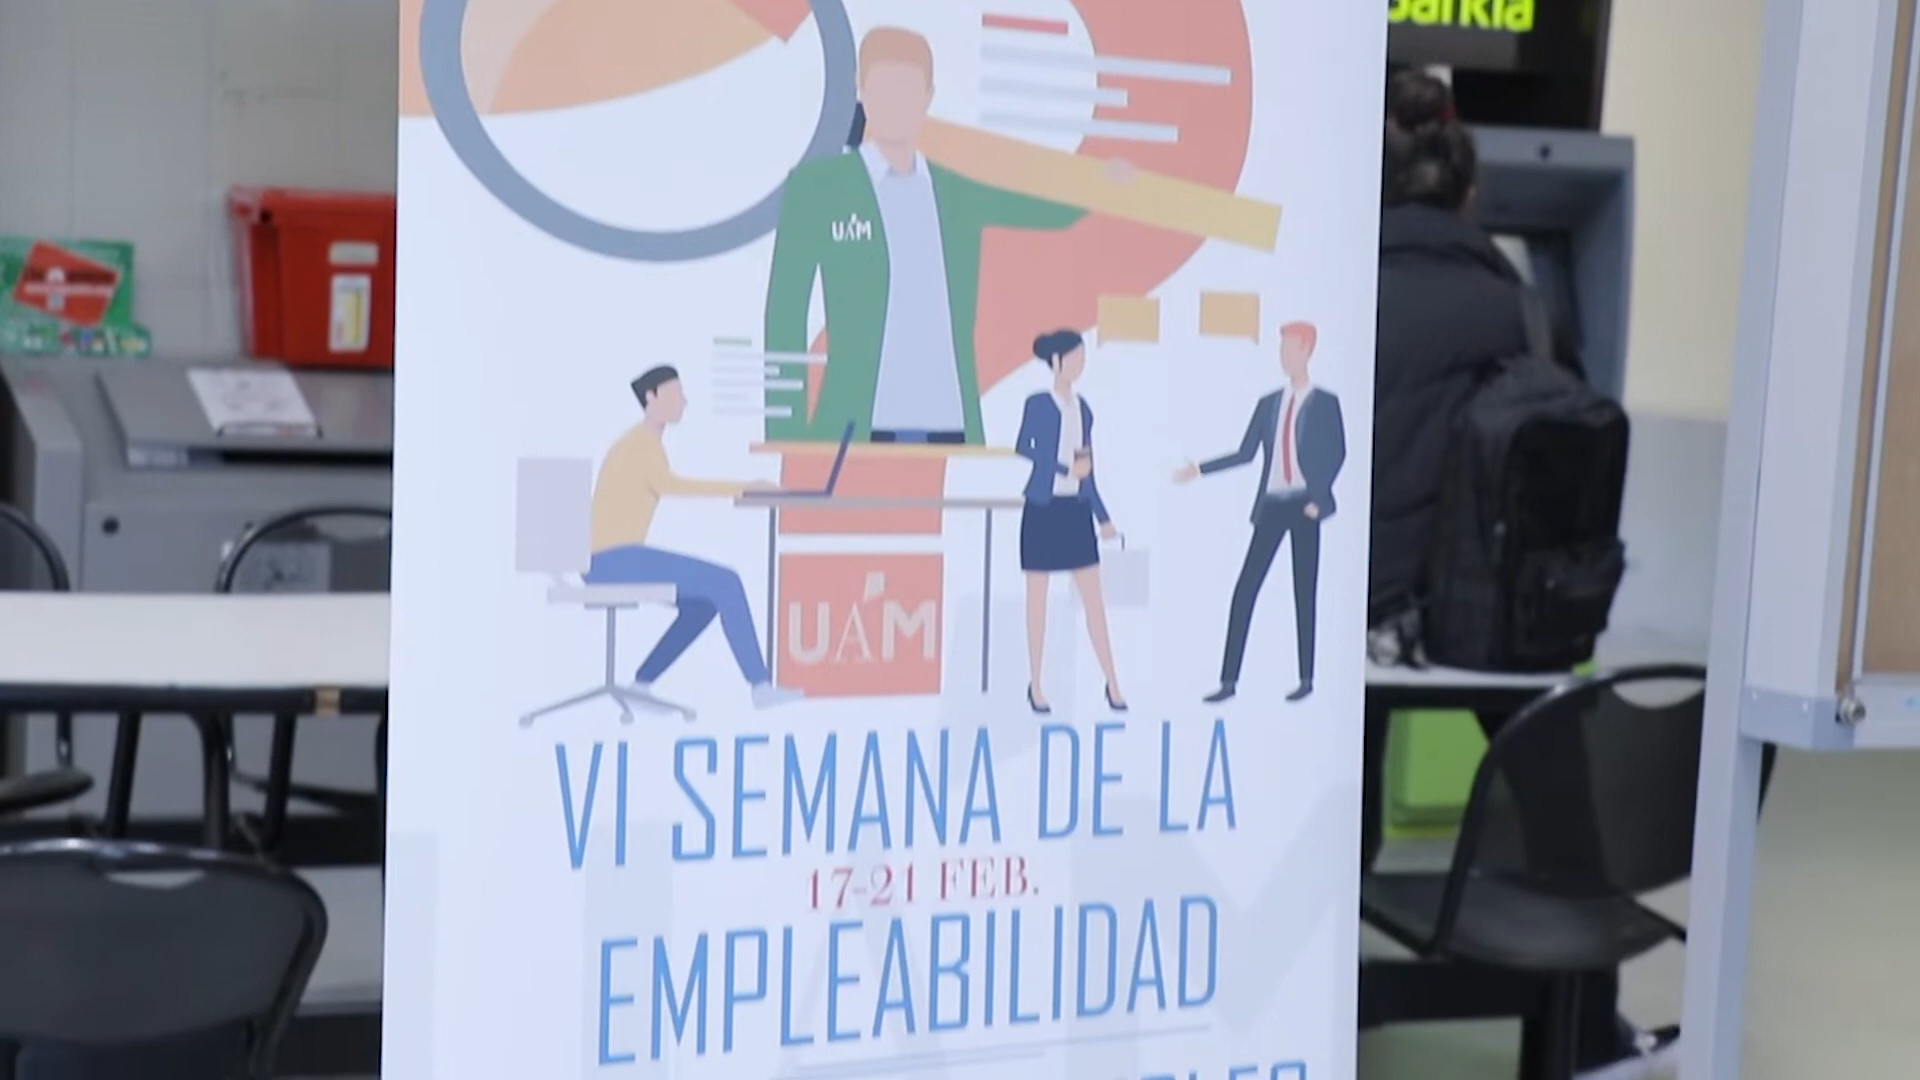 Bankia
UAM
UAM
VI SEMANA DE LA
17-21 FEB.
EMPLEABILIDAD